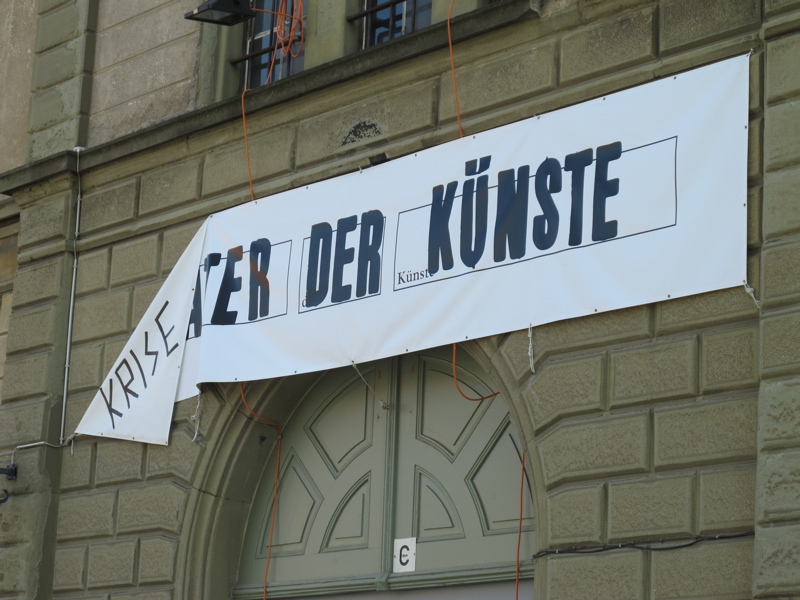 KRISE
ATER DER KÜNSTE
Künste
C